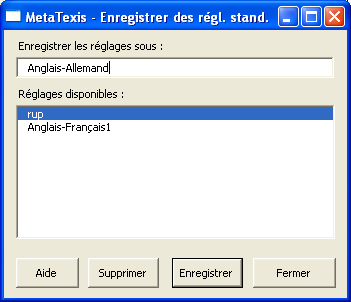 MetaTexis - Enregistrer des régl. stand.
Enregistrer les réglages sous :
Anglais-Allemand
Réglages disponibles :
rup
Anglais-Français1
Aide Supprimer Enregistrer Fermer